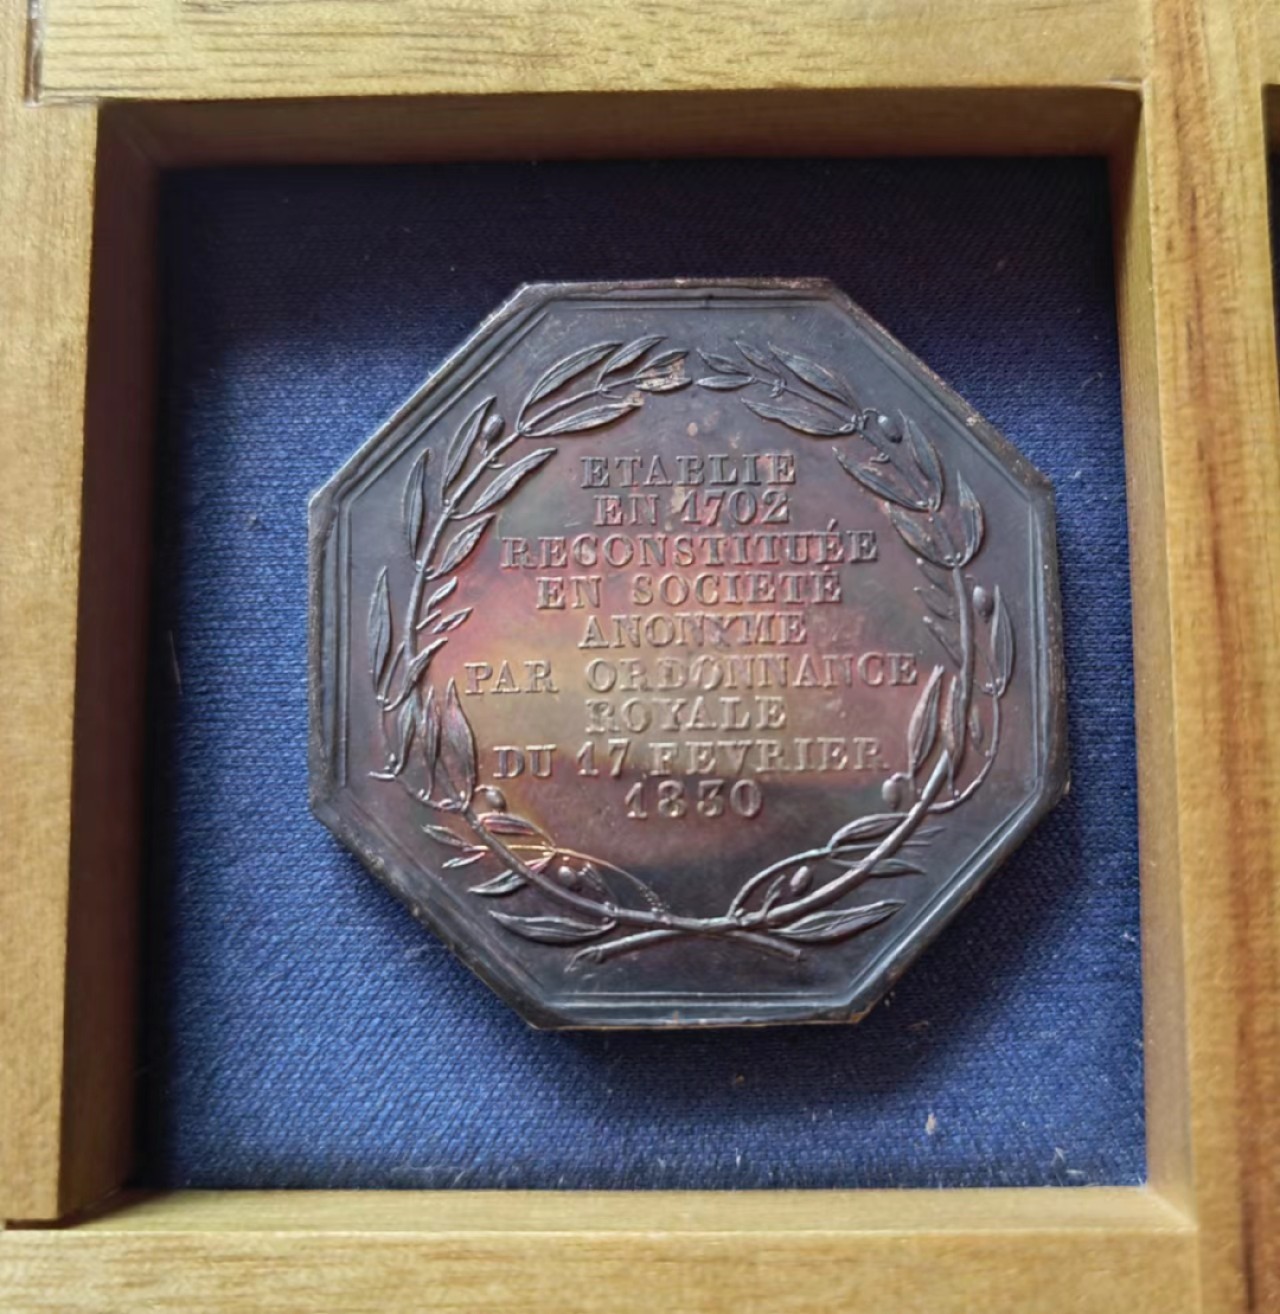 ETABLIE
EN 1702
RECONSTITUÉE
EN SOCIETÉ
ANONYME
PAR ORDONNANCE
ROYALE
DU 17 FEVRIER
1830